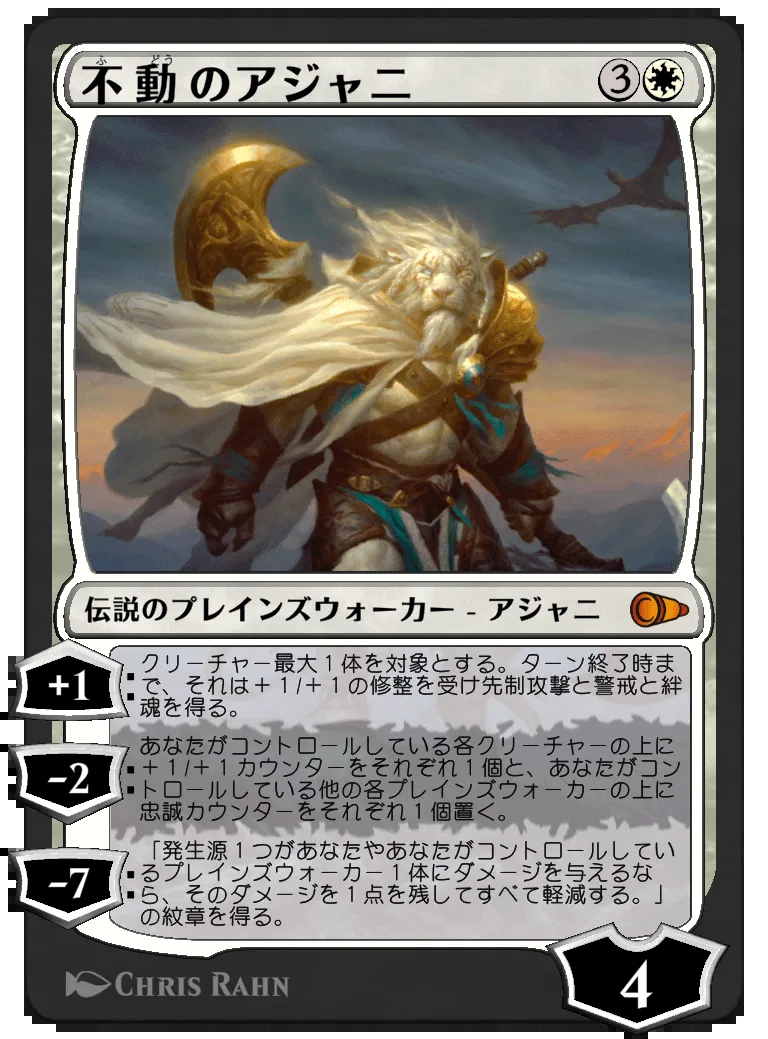 不動のアジャニ 3
伝説のプレインズウォーカー - アジャニ
+1
クリーチャー最大1体を対象とする。ターン終了時ま
で、それは+1/+1の修整を受け先制攻撃と警戒と絆
魂を得る。
-2
あなたがコントロールしている各クリーチャーの上に
+1/+1カウンターをそれぞれ1個と、あなたがコン
トロールしている他の各プレインズウォーカーの上に
忠誠カウンターをそれぞれ1個置く。
-7
「発生源1つがあなたやあなたがコントロールしてい
るプレインズウォーカー1体にダメージを与えるな
ら、そのダメージを1点を残してすべて軽減する。」
の紋章を得る。
4
CHRIS RAHN